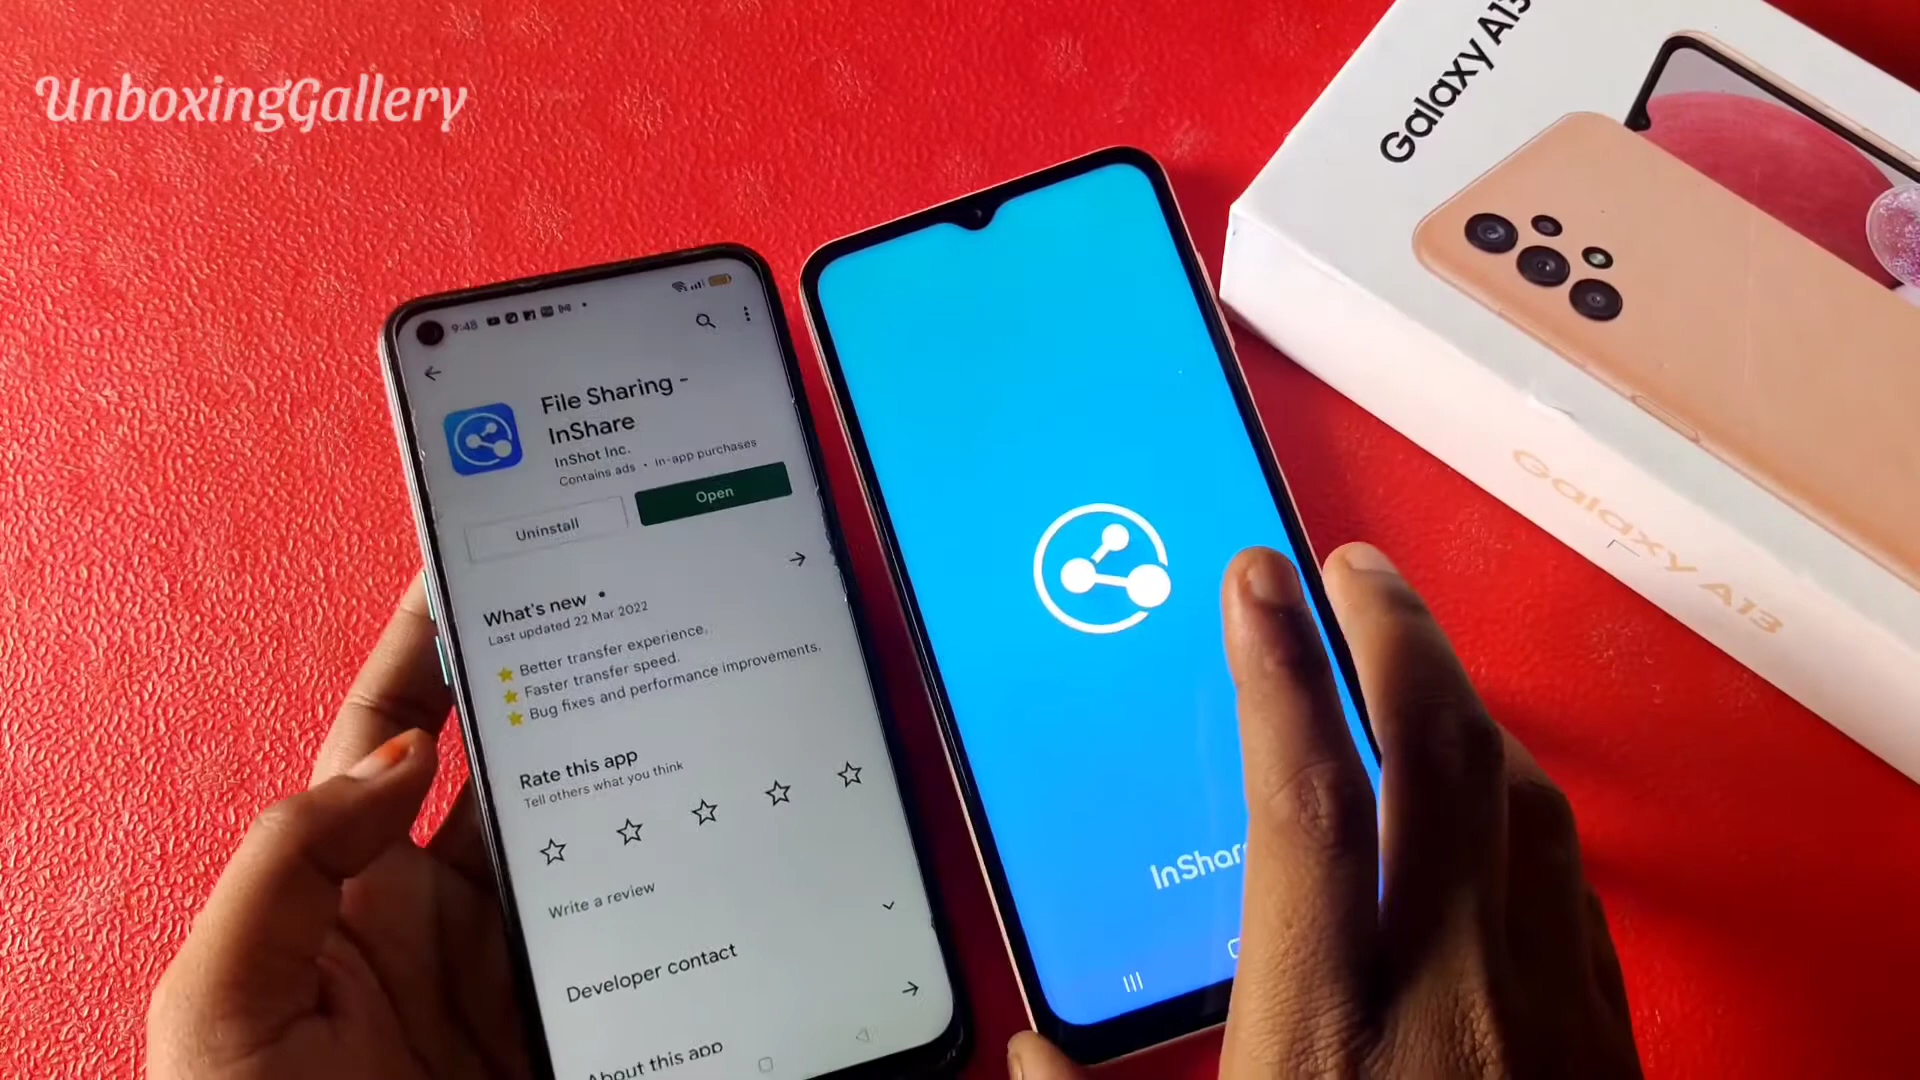 UnboxingGallery
Galaxy A13
Galaxy A13
9:48
File Sharing -
InShare
InShot Inc.
Contains ads • In-app purchases
Uninstall
Open
What's new •
Last updated 22 Mar 2022
Better transfer experience.
Faster transfer speed.
Bug fixes and performance improvements.
Rate this app
Tell others what you think
Write a review
Developer contact
About this app
InShar